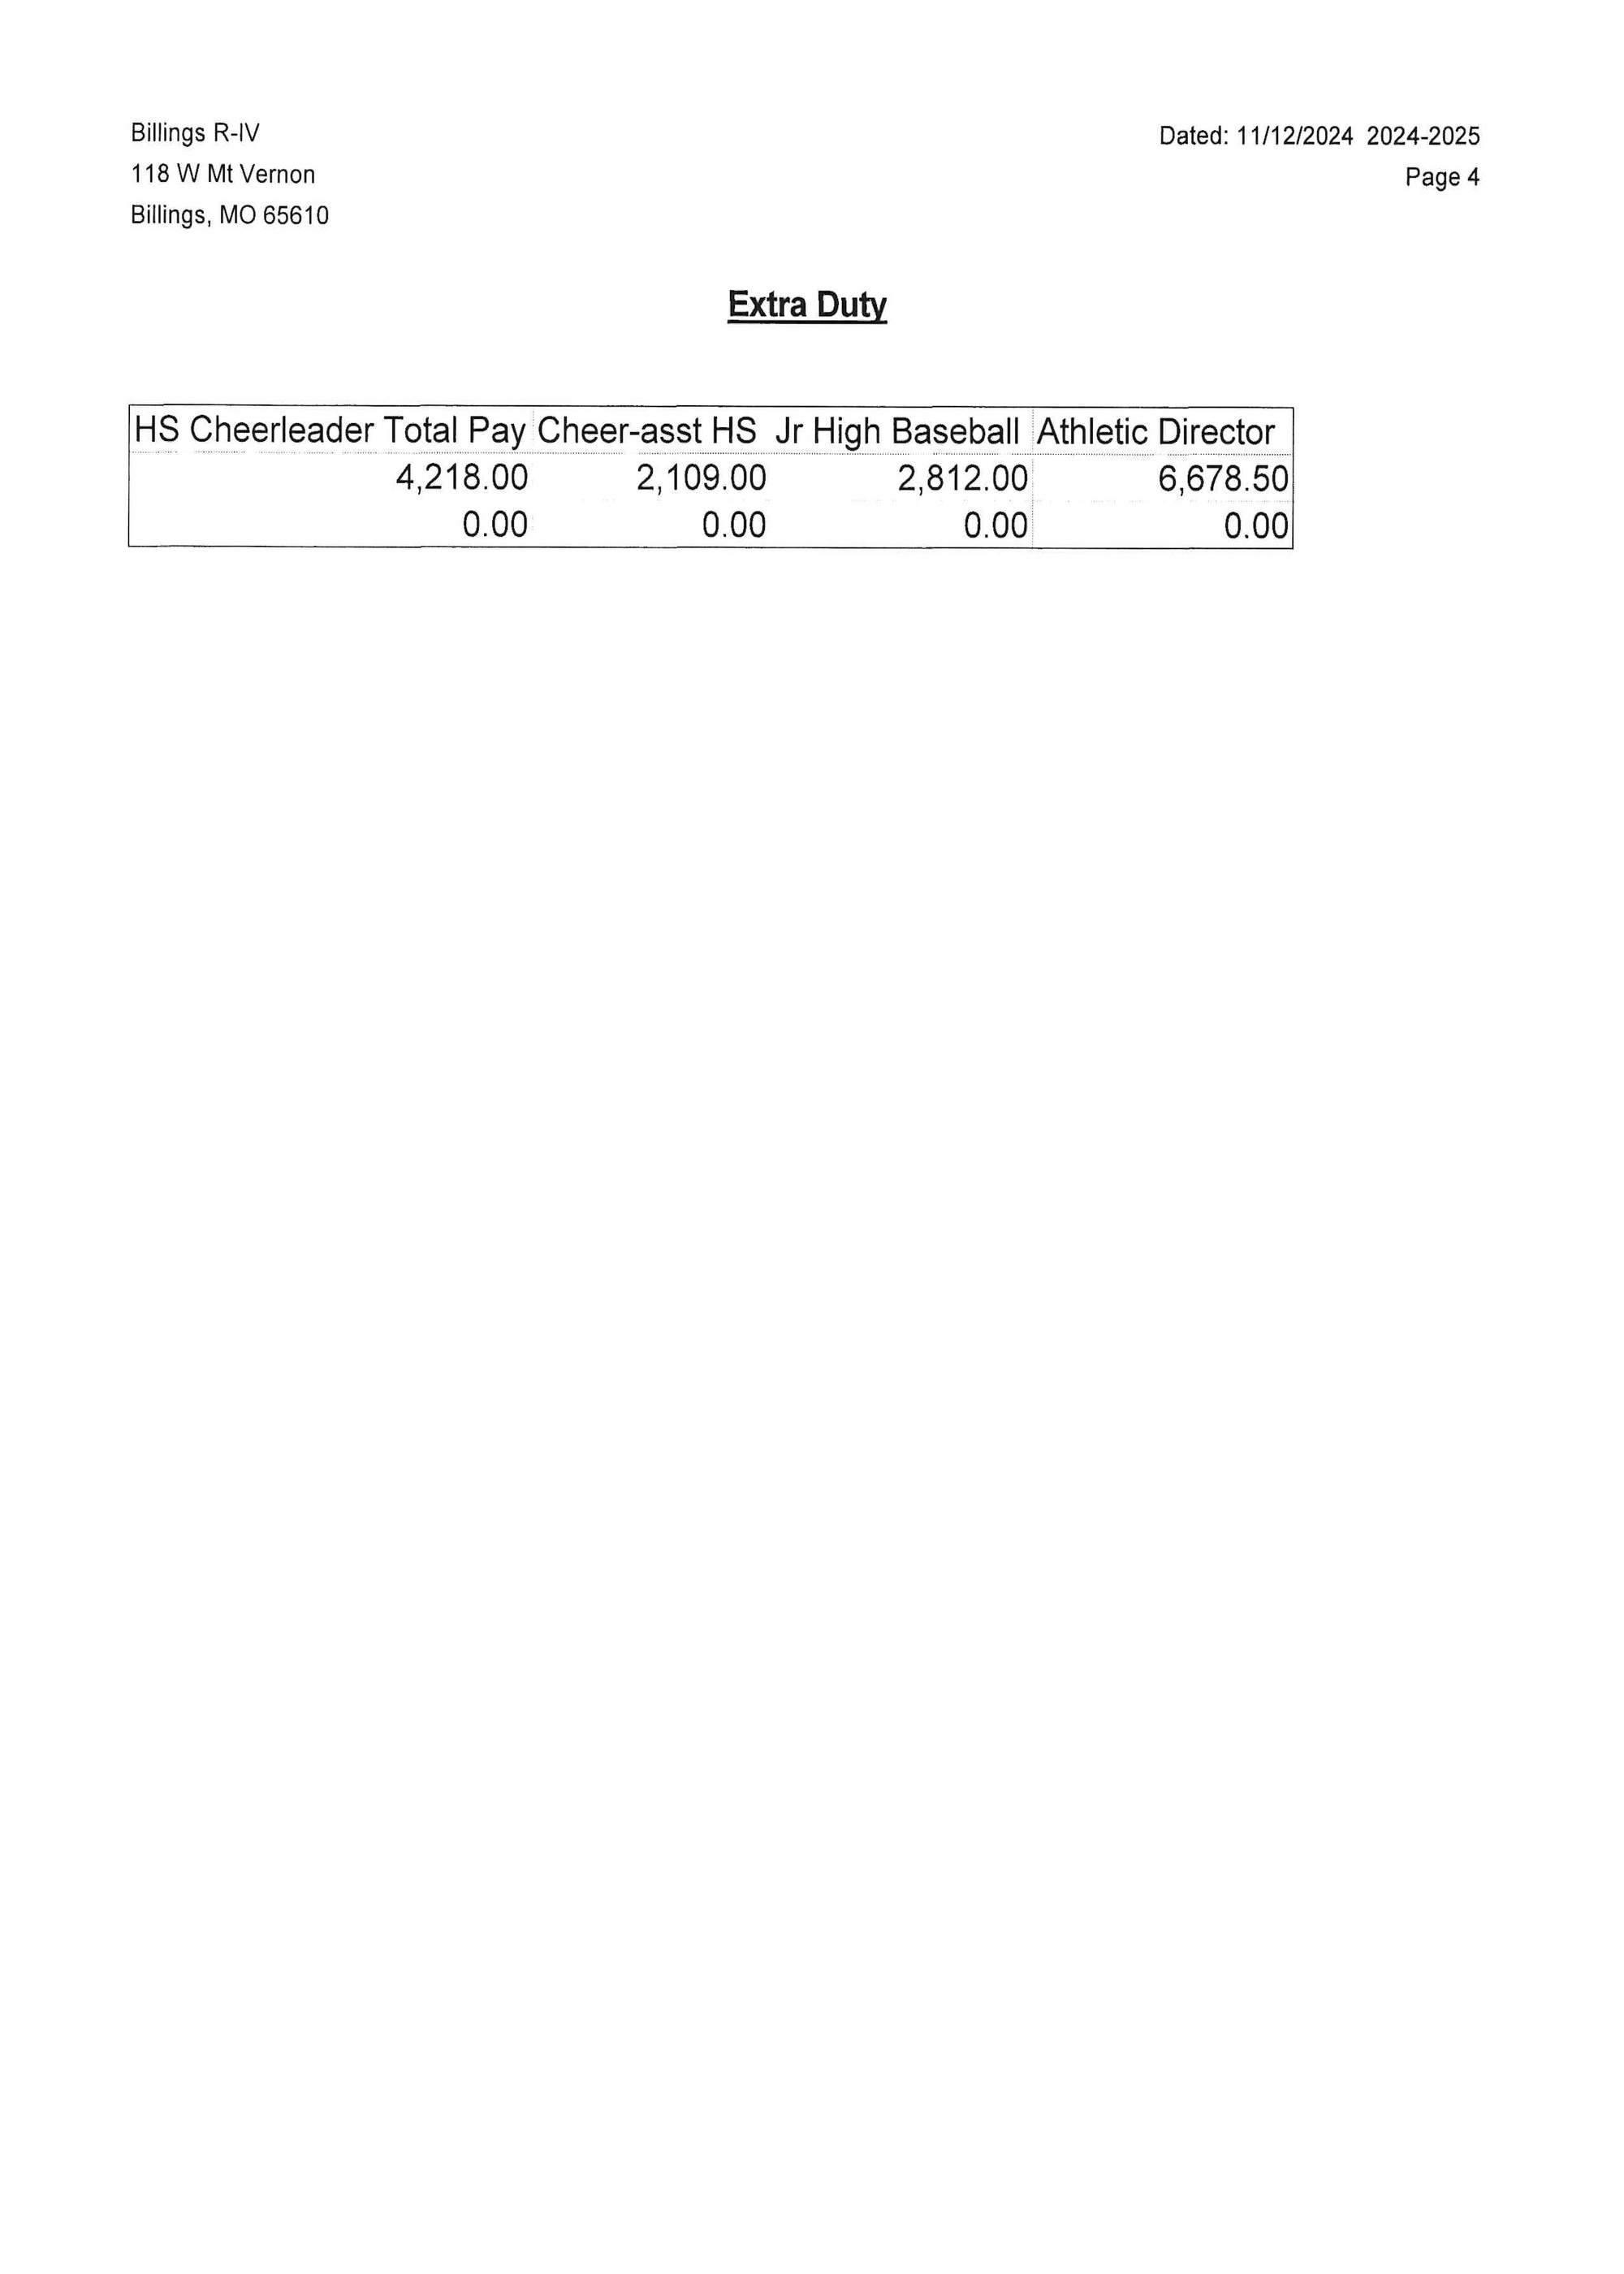 Billings R-IV
118 W Mt Vernon
Billings, MO 65610
Dated: 11/12/2024 2024-2025
Page 4
Extra Duty
HS Cheerleader Total Pay Cheer-asst HS Jr High Baseball Athletic Director
4,218.00 2,109.00 2,812.00 6,678.50
0.00 0.00 0.00 0.00